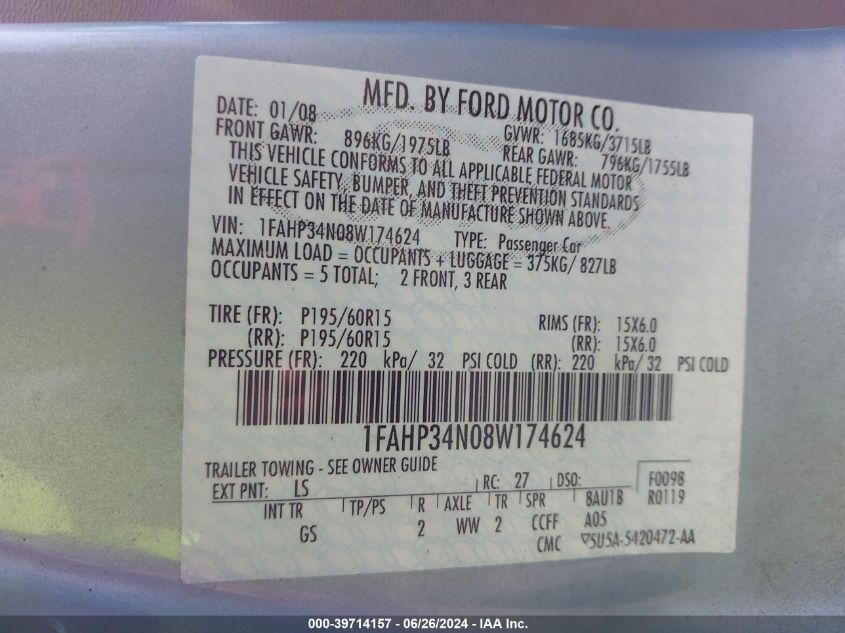 MFD. BY FORD MOTOR CO.
DATE: 01/08 GVWR: 1685KG/3715LB
FRONT GAWR: 896KG/1975LB REAR GAWR: 796KG/1755LB
THIS VEHICLE CONFORMS TO ALL APPLICABLE FEDERAL MOTOR
VEHICLE SAFETY, BUMPER, AND THEFT PREVENTION STANDARDS
IN EFFECT ON THE DATE OF MANUFACTURE SHOWN ABOVE.
VIN: 1FAHP34N08W174624 TYPE: Passenger Car
MAXIMUM LOAD = OCCUPANTS + LUGGAGE = 375KG/ 827LB
OCCUPANTS = 5 TOTAL; 2 FRONT, 3 REAR
TIRE (FR): P195/60R15 RIMS (FR): 15X6.0
(RR): P195/60R15 (RR): 15X6.0
PRESSURE (FR): 220 kPa/ 32 PSI COLD (RR): 220 kPa/ 32 PSI COLD
1FAHP34N08W174624
TRAILER TOWING - SEE OWNER GUIDE
EXT PNT: LS RC: 27 DSO: F0098
INT TR TP/PS R AXLE TR SPR 8AU1B R0119
GS 2 WW 2 CCFF A05
CMC ▽5U5A-5420472-AA
000-39714157 / 06/26/2024 - IAA Inc.